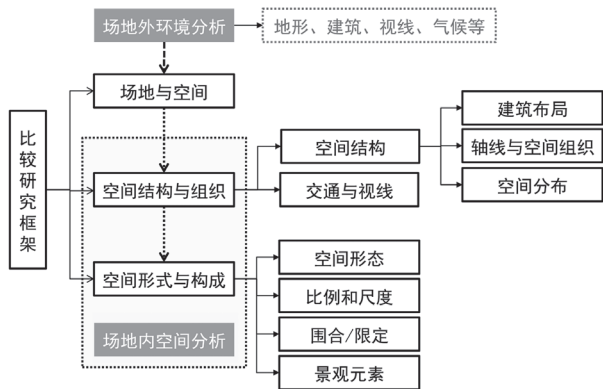 场地外环境分析
地形、建筑、视线、气候等
比较研究框架
场地与空间
空间结构与组织
空间形式与构成
场地内空间分析
空间结构
交通与视线
建筑布局
轴线与空间组织
空间分布
空间形态
比例和尺度
围合/限定
景观元素